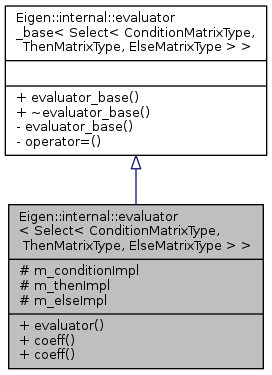 Eigen::internal::evaluator
_base< Select< ConditionMatrixType,
ThenMatrixType, ElseMatrixType > >
+ evaluator_base()
+ ~evaluator_base()
- evaluator_base()
- operator=()
Eigen::internal::evaluator
< Select< ConditionMatrixType,
ThenMatrixType, ElseMatrixType > >
# m_conditionImpl
# m_thenImpl
# m_elseImpl
+ evaluator()
+ coeff()
+ coeff()